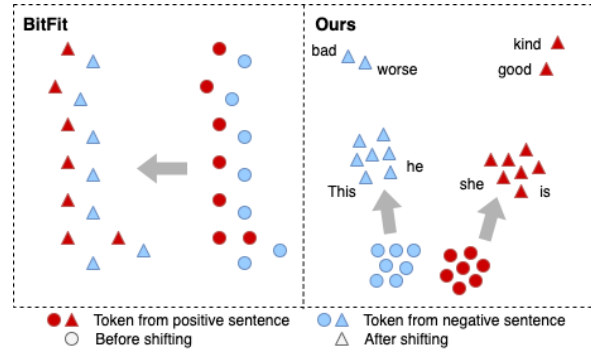 BitFit
Ours
bad
worse
kind
good
This
he
she
is
Token from positive sentence
Token from negative sentence
Before shifting
After shifting